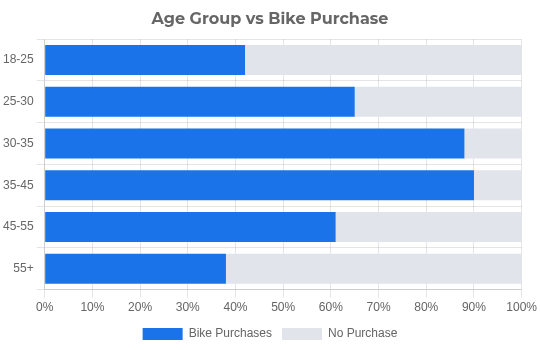 Age Group vs Bike Purchase
18-25
25-30
30-35
35-45
45-55
55+
0% 10% 20% 30% 40% 50% 60% 70% 80% 90% 100%
Bike Purchases No Purchase